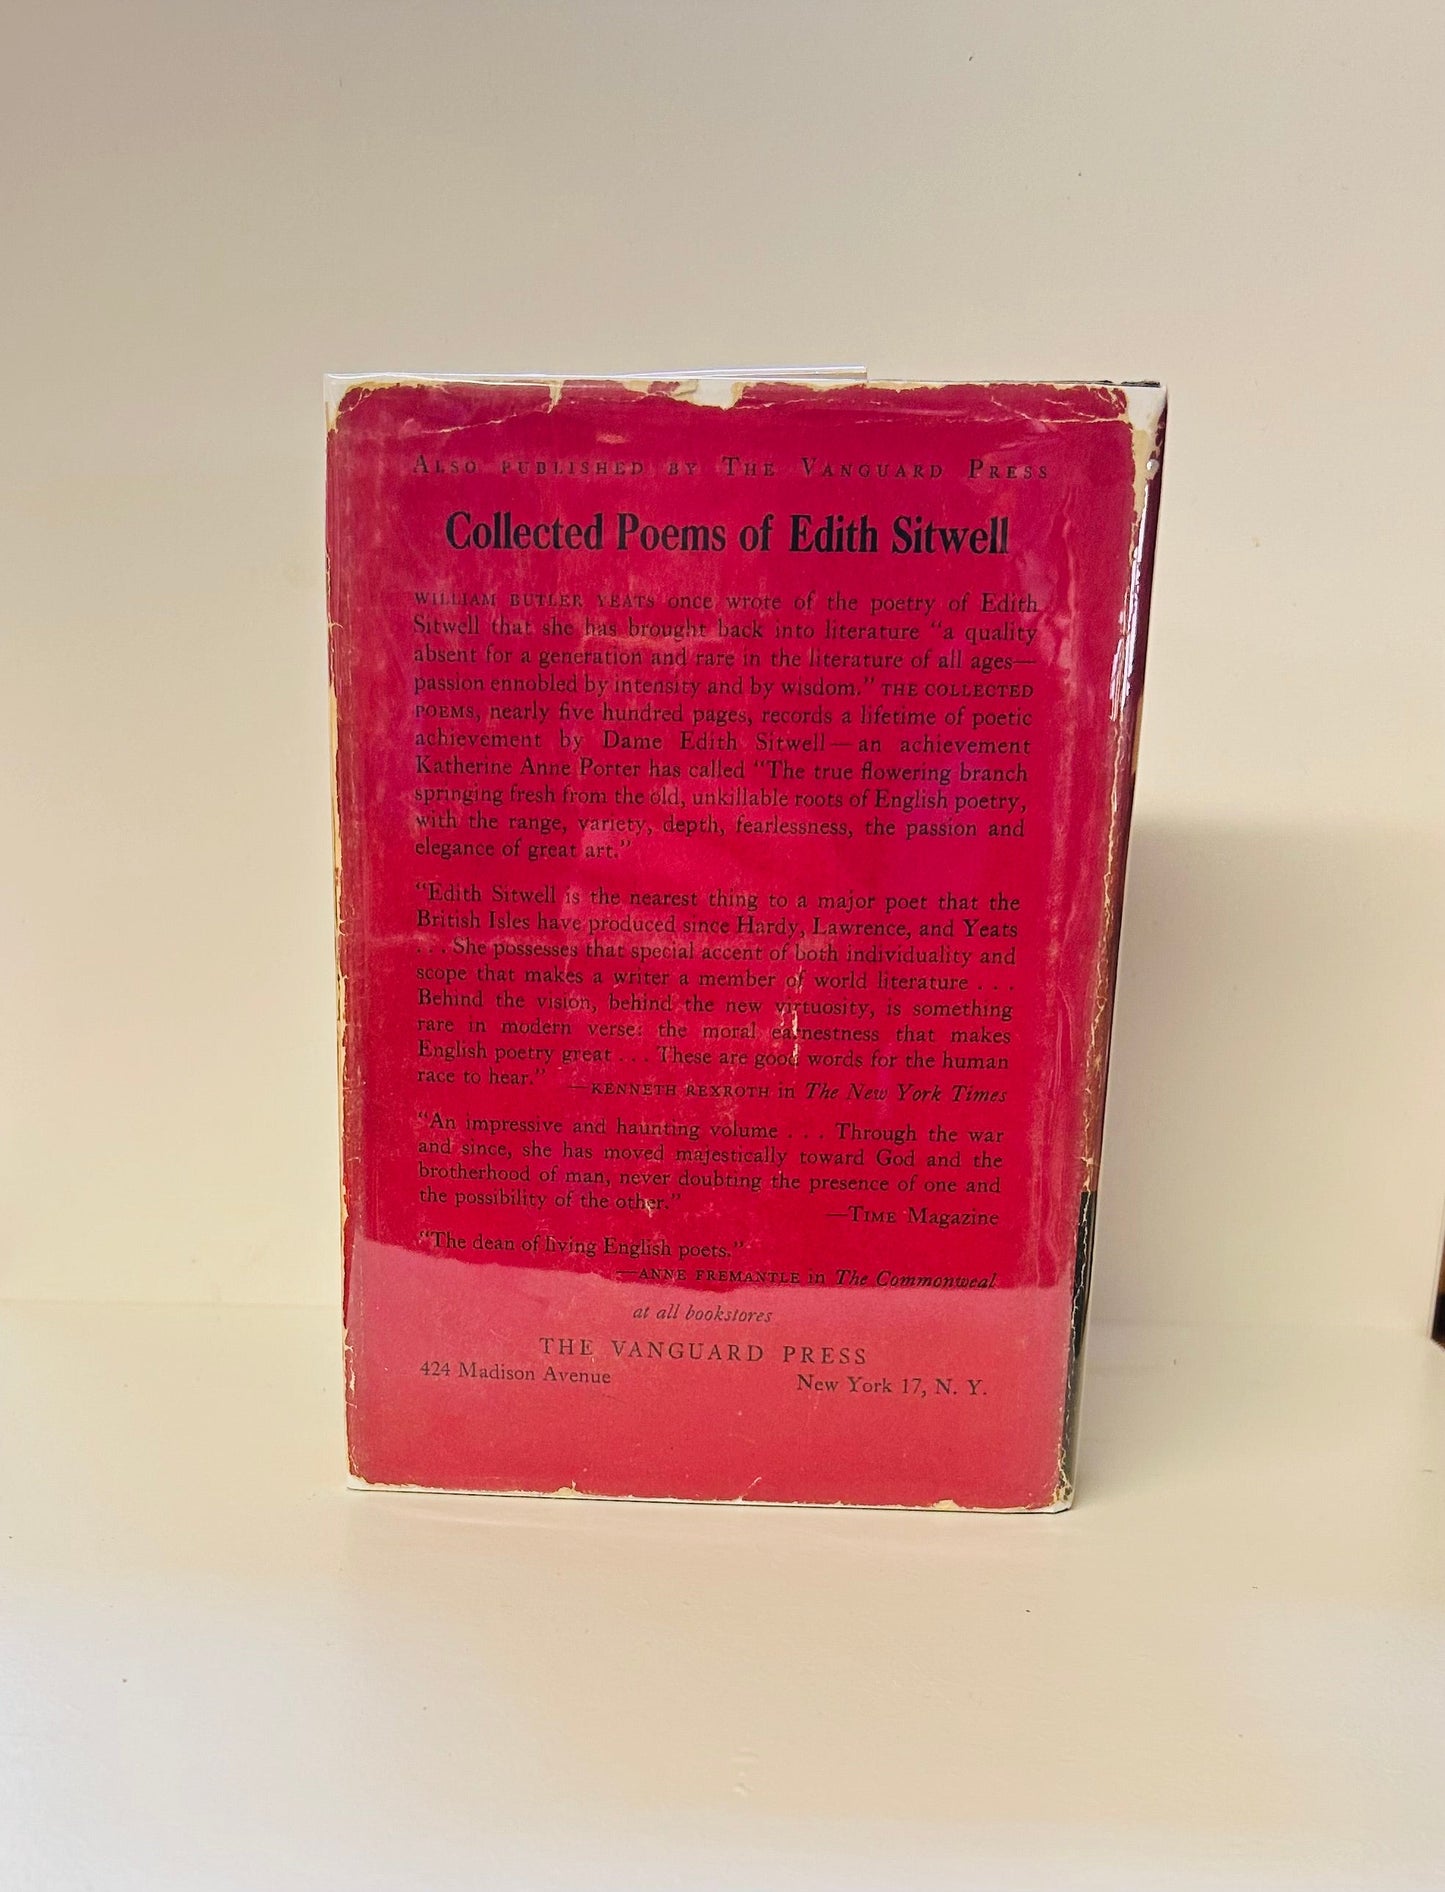 ALSO PUBLISHED BY THE VANGUARD PRESS
Collected Poems of Edith Sitwell
WILLIAM BUTLER YEATS once wrote of the poetry of Edith
Sitwell that she has brought back into literature “a quality
absent for a generation and rare in the literature of all ages—
passion ennobled by intensity and by wisdom.” THE COLLECTED
POEMS, nearly five hundred pages, records a lifetime of poetic
achievement by Dame Edith Sitwell—an achievement
Katherine Anne Porter has called “The true flowering branch
springing fresh from the old, unkillable roots of English poetry,
with the range, variety, depth, fearlessness, the passion and
elegance of great art.”
“Edith Sitwell is the nearest thing to a major poet that the
British Isles have produced since Hardy, Lawrence, and Yeats
. . . She possesses that special accent of both individuality and
scope that makes a writer a member of world literature . . .
Behind the vision, behind the new virtuosity, is something
rare in modern verse: the moral earnestness that makes
English poetry great . . . These are good words for the human
race to hear.”
—KENNETH REXROTH in The New York Times
“An impressive and haunting volume . . . Through the war
and since, she has moved majestically toward God and the
brotherhood of man, never doubting the presence of one and
the possibility of the other.”
—TIME Magazine
“The dean of living English poets.”
—ANNE FREMANTLE in The Commonweal
at all bookstores
THE VANGUARD PRESS
424 Madison Avenue New York 17, N. Y.